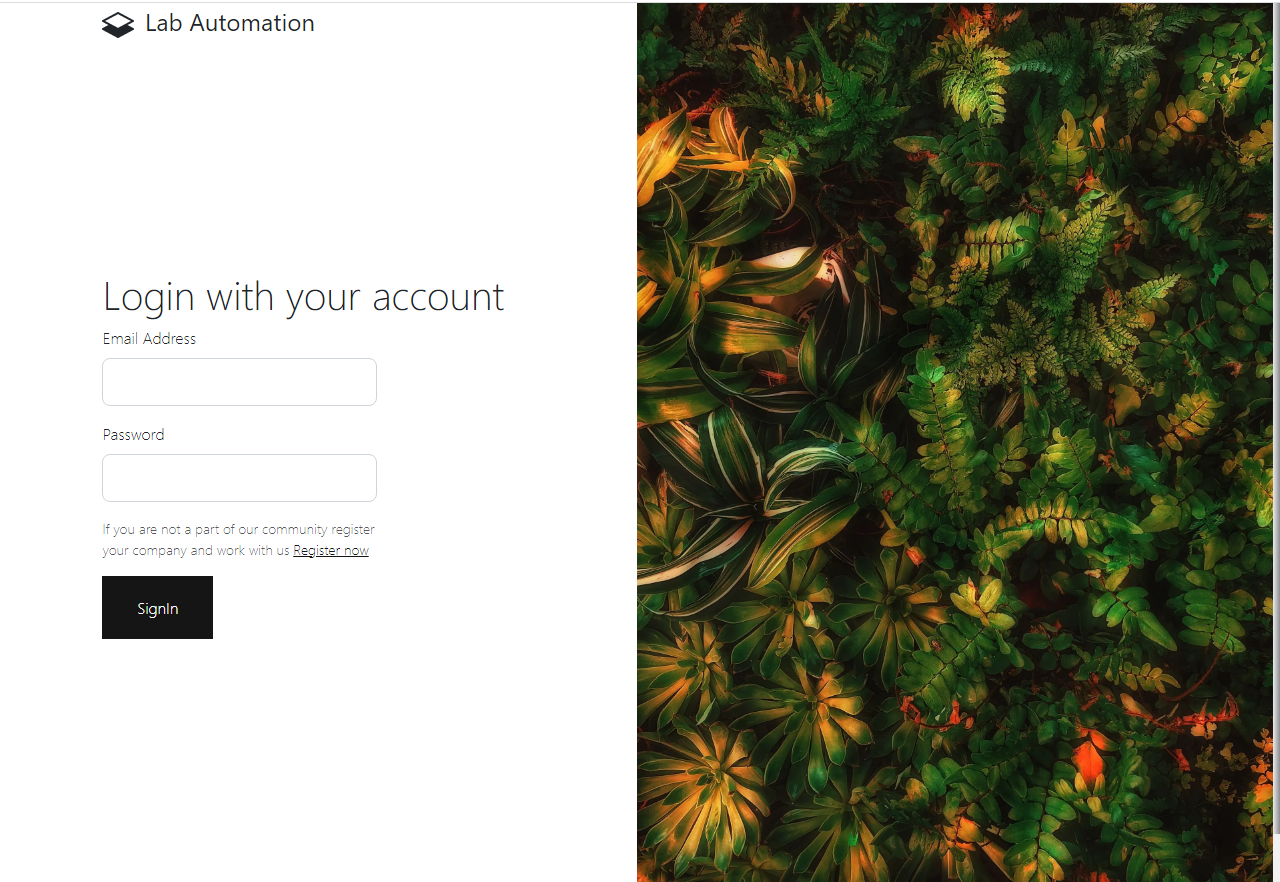 Lab Automation
Login with your account
Email Address
Password
If you are not a part of our community register
your company and work with us Register now
SignIn